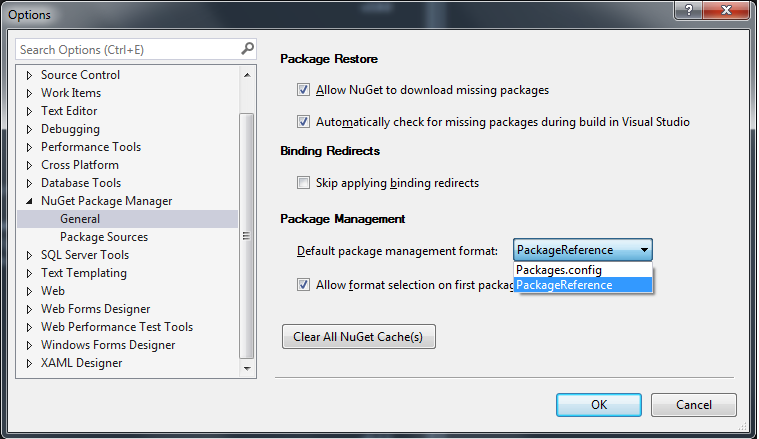 Options
?
Search Options (Ctrl+E)
Source Control
Work Items
Text Editor
Debugging
Performance Tools
Cross Platform
Database Tools
NuGet Package Manager
General
Package Sources
SQL Server Tools
Text Templating
Web
Web Forms Designer
Web Performance Test Tools
Windows Forms Designer
XAML Designer
Package Restore
Allow NuGet to download missing packages
Automatically check for missing packages during build in Visual Studio
Binding Redirects
Skip applying binding redirects
Package Management
Default package management format: PackageReference
Packages.config
PackageReference
Allow format selection on first packag
Clear All NuGet Cache(s)
OK Cancel